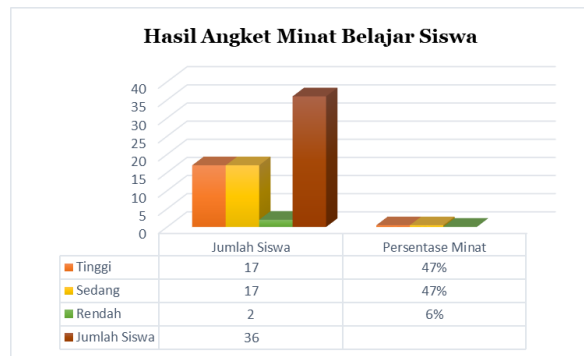 Hasil Angket Minat Belajar Siswa
40
35
30
25
20
15
10
5
0
Jumlah Siswa Persentase Minat
Tinggi 17 47%
Sedang 17 47%
Rendah 2 6%
Jumlah Siswa 36